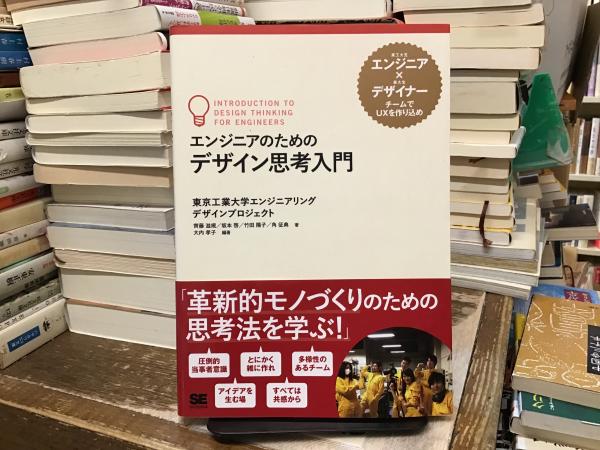 東工大生
エンジニア
×
美大生
デザイナー
チームで
UXを作り込め
INTRODUCTION TO
DESIGN THINKING
FOR ENGINEERS
エンジニアのための
デザイン思考入門
東京工業大学エンジニアリング
デザインプロジェクト
齊藤 滋規／坂本 啓／竹田 陽子／角 征典 著
大内 孝子 編著
「革新的モノづくりのための
思考法を学ぶ！」
圧倒的
当事者意識
とにかく
雑に作れ
多様性の
あるチーム
アイデアを
生む場
すべては
共感から
SE
SHOEISHA